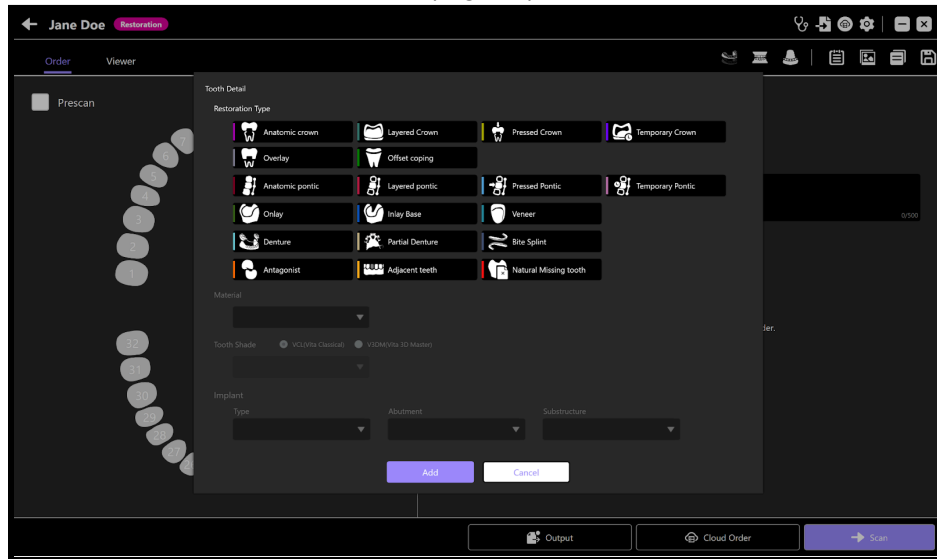 Jane Doe Restoration
Order Viewer
Prescan
Tooth Detail
Restoration Type
Anatomic crown Layered Crown Pressed Crown Temporary Crown
Overlay Offset coping
Anatomic pontic Layered pontic Pressed Pontic Temporary Pontic
Onlay Inlay Base Veneer
Denture Partial Denture Bite Splint
Antagonist Adjacent teeth Natural Missing tooth
Material
Tooth Shade VCL(Vita Classical) V3DM(Vita 3D Master)
Implant
Type Abutment Substructure
Add Cancel
7
6
5
4
3
2
1
32
31
30
29
28
27
0/500
der.
Output Cloud Order Scan